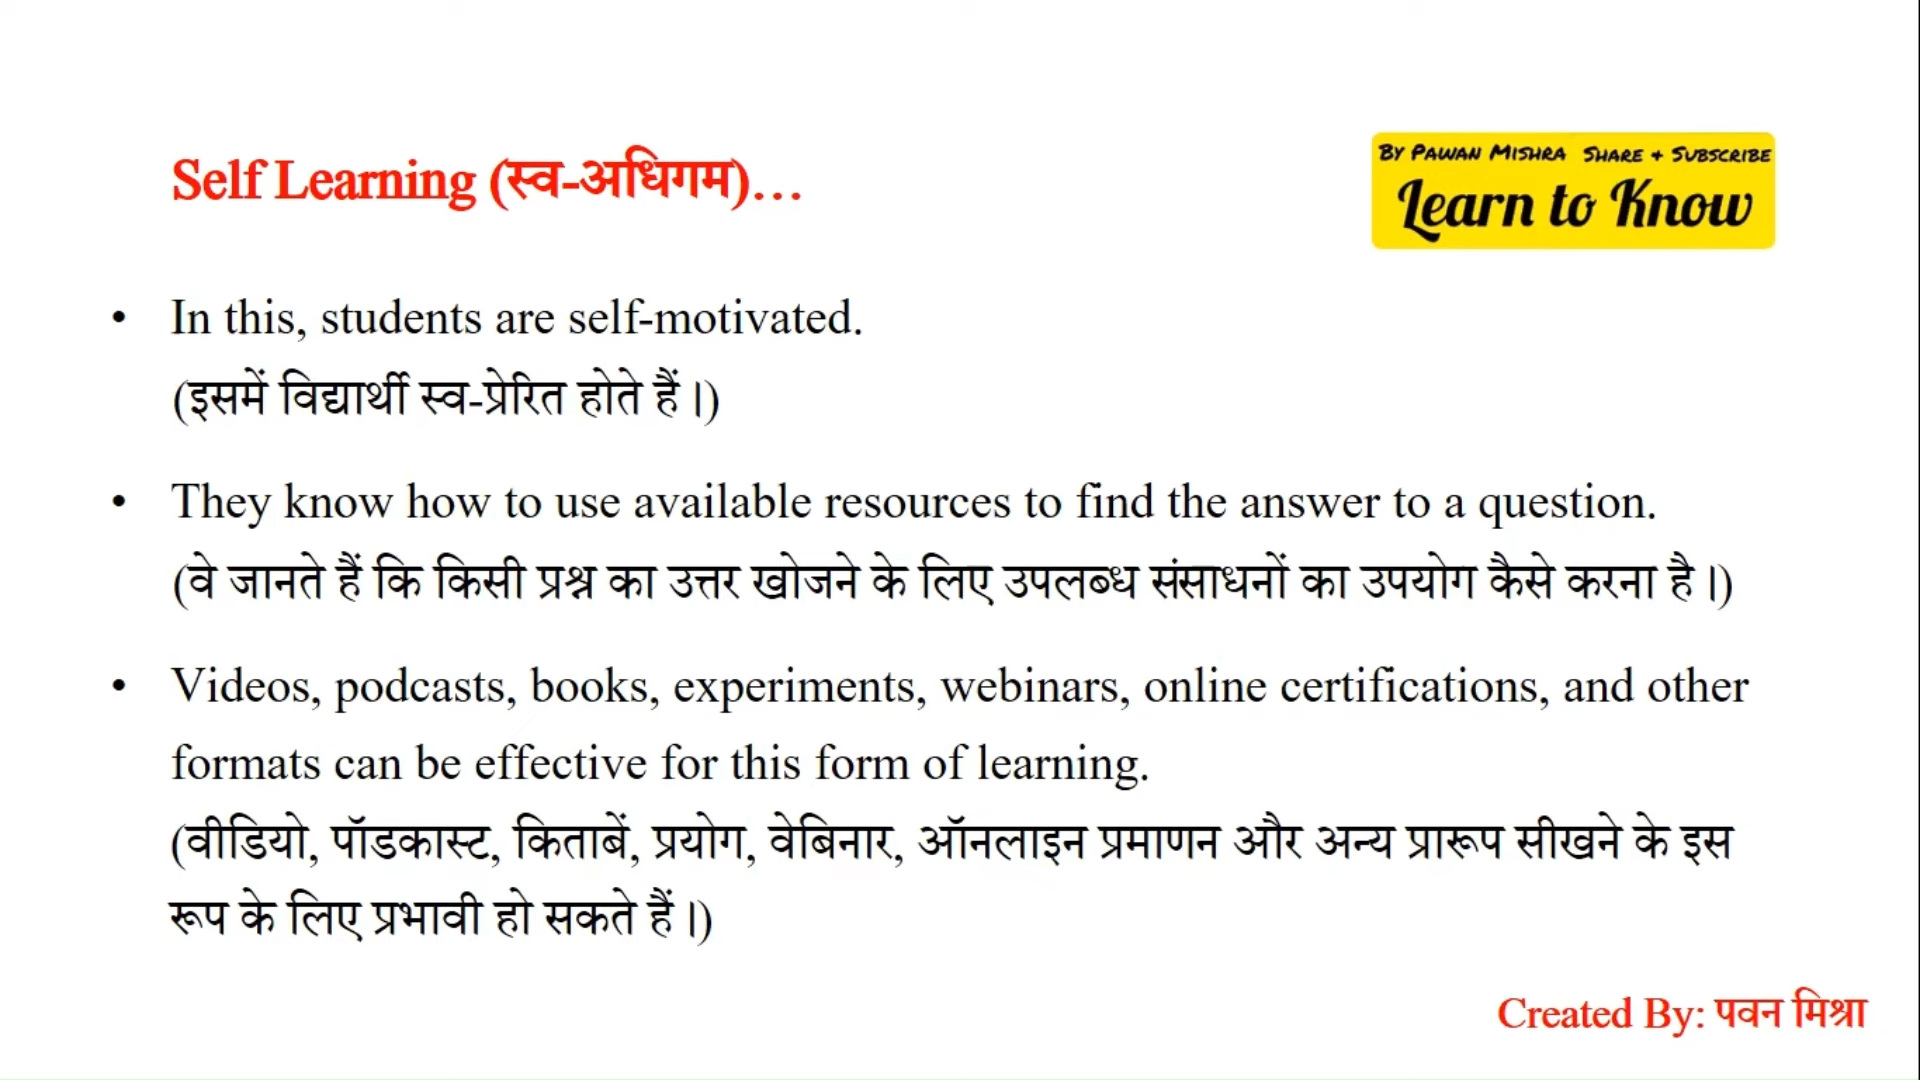 Self Learning (स्व-अधिगम)…
By Pawan Mishra Share + Subscribe
Learn to Know
• In this, students are self-motivated.
(इसमें विद्यार्थी स्व-प्रेरित होते हैं।)
• They know how to use available resources to find the answer to a question.
(वे जानते हैं कि किसी प्रश्न का उत्तर खोजने के लिए उपलब्ध संसाधनों का उपयोग कैसे करना है।)
• Videos, podcasts, books, experiments, webinars, online certifications, and other
formats can be effective for this form of learning.
(वीडियो, पॉडकास्ट, किताबें, प्रयोग, वेबिनार, ऑनलाइन प्रमाणन और अन्य प्रारूप सीखने के इस
रूप के लिए प्रभावी हो सकते हैं।)
Created By: पवन मिश्रा